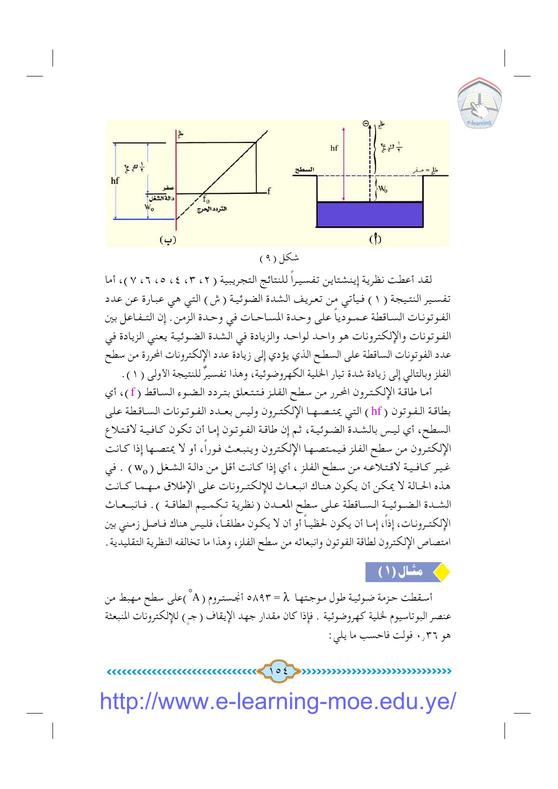 e-learning
hf
السطح
hf
W₀
W₀
f₀
f
صفر
دالة الشغل
التردد الحرج
(أ)
(ب)
شكل (٩)
لقد أعطت نظرية إينشتاين تفسيراً للنتائج التجريبية (٢، ٣، ٤، ٥، ٦، ٧)، أما
تفسير النتيجة (١) فيأتي من تعريف الشدة الضوئية (ش) التي هي عبارة عن عدد
الفوتونات الساقطة عمودياً على وحدة المساحات في وحدة الزمن. إن التفاعل بين
الفوتونات والإلكترونات هو واحد لواحد والزيادة في الشدة الضوئية يعني الزيادة في
عدد الفوتونات الساقطة على السطح الذي يؤدي إلى زيادة عدد الإلكترونات المحررة من سطح
الفلز وبالتالي إلى زيادة شدة تيار الخلية الكهروضوئية، وهذا تفسيرٌ للنتيجة الأولى (١).
أما طاقة الإلكترون المحرر من سطح الفلز فتتعلق بتردد الضوء الساقط (f)، أي
بطاقة الفوتون (hf) التي يمتصها الإلكترون وليس بعدد الفوتونات الساقطة على
السطح، أي ليس بالشدة الضوئية، ثم إن طاقة الفوتون إما أن تكون كافية لاقتلاع
الإلكترون من سطح الفلز فيمتصها الإلكترون وينبعث فوراً، أو لا يمتصها إذا كانت
غير كافية لاقتلاعه من سطح الفلز، أي إذا كانت أقل من دالة الشغل (w₀). في
هذه الحالة لا يمكن أن يكون هناك انبعاث للإلكترونات على الإطلاق مهما كانت
الشدة الضوئية الساقطة على سطح المعدن (نظرية تكميم الطاقة). فانبعاث
الإلكترونات، إذاً، إما أن يكون لحظياً أو أن لا يكون مطلقاً، فليس هناك فاصل زمني بين
امتصاص الإلكترون لطاقة الفوتون وانبعاثه من سطح الفلز، وهذا ما تخالفه النظرية التقليدية.
مثال (١)
أسقطت حزمة ضوئية طول موجتها λ = ٥٨٩٣ أنجستروم (A°) على سطح مهبط من
عنصر البوتاسيوم لخلية كهروضوئية. فإذا كان مقدار جهد الإيقاف (جـ) للإلكترونات المنبعثة
هو ٠,٣٦ فولت فاحسب ما يلي:
١٥٤
http://www.e-learning-moe.edu.ye/